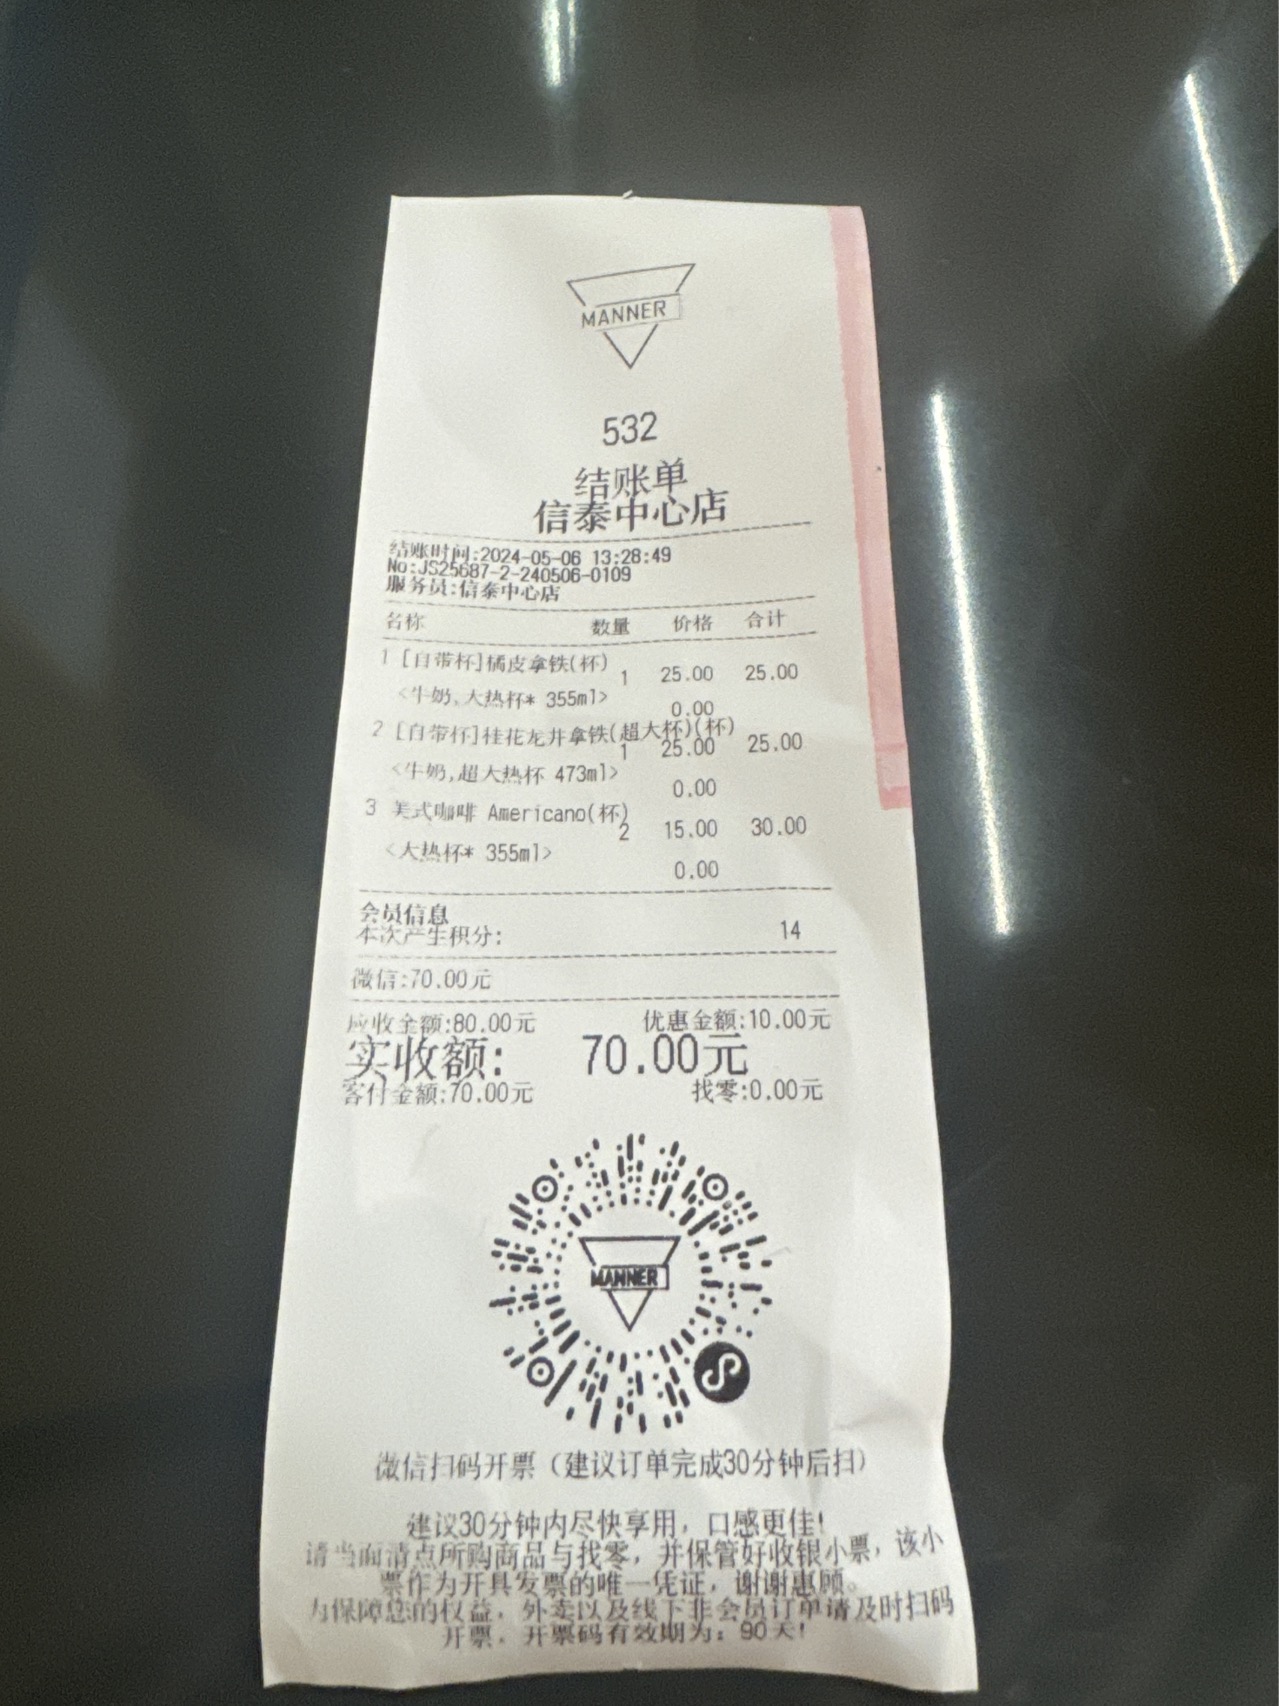 MANNER
532
结账单
信泰中心店
结账时间:2024-05-06 13:28:49
No:JS25687-2-240506-0109
服务员:信泰中心店
名称 数量 价格 合计
1 [自带杯]橘皮拿铁(杯) 1 25.00 25.00
<牛奶,大热杯* 355ml> 0.00
2 [自带杯]桂花龙井拿铁(超大杯)(杯)
1 25.00 25.00
<牛奶,超大热杯 473ml> 0.00
3 美式咖啡 Americano(杯) 2 15.00 30.00
<大热杯* 355ml> 0.00
会员信息
本次产生积分: 14
微信:70.00元
应收金额:80.00元 优惠金额:10.00元
实收额: 70.00元
客付金额:70.00元 找零:0.00元
MANNER
微信扫码开票（建议订单完成30分钟后扫）
建议30分钟内尽快享用，口感更佳！
请当面清点所购商品与找零，并保管好收银小票，该小
票作为开具发票的唯一凭证，谢谢惠顾。
为保障您的权益，外卖以及线下非会员订单请及时扫码
开票，开票码有效期为：90天！